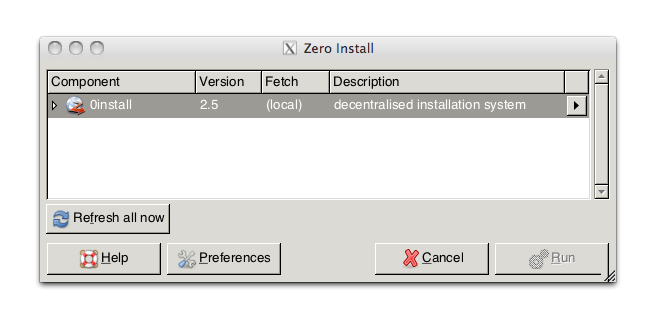 Zero Install
Component Version Fetch Description
0install 2.5 (local) decentralised installation system
Refresh all now
Help Preferences Cancel Run